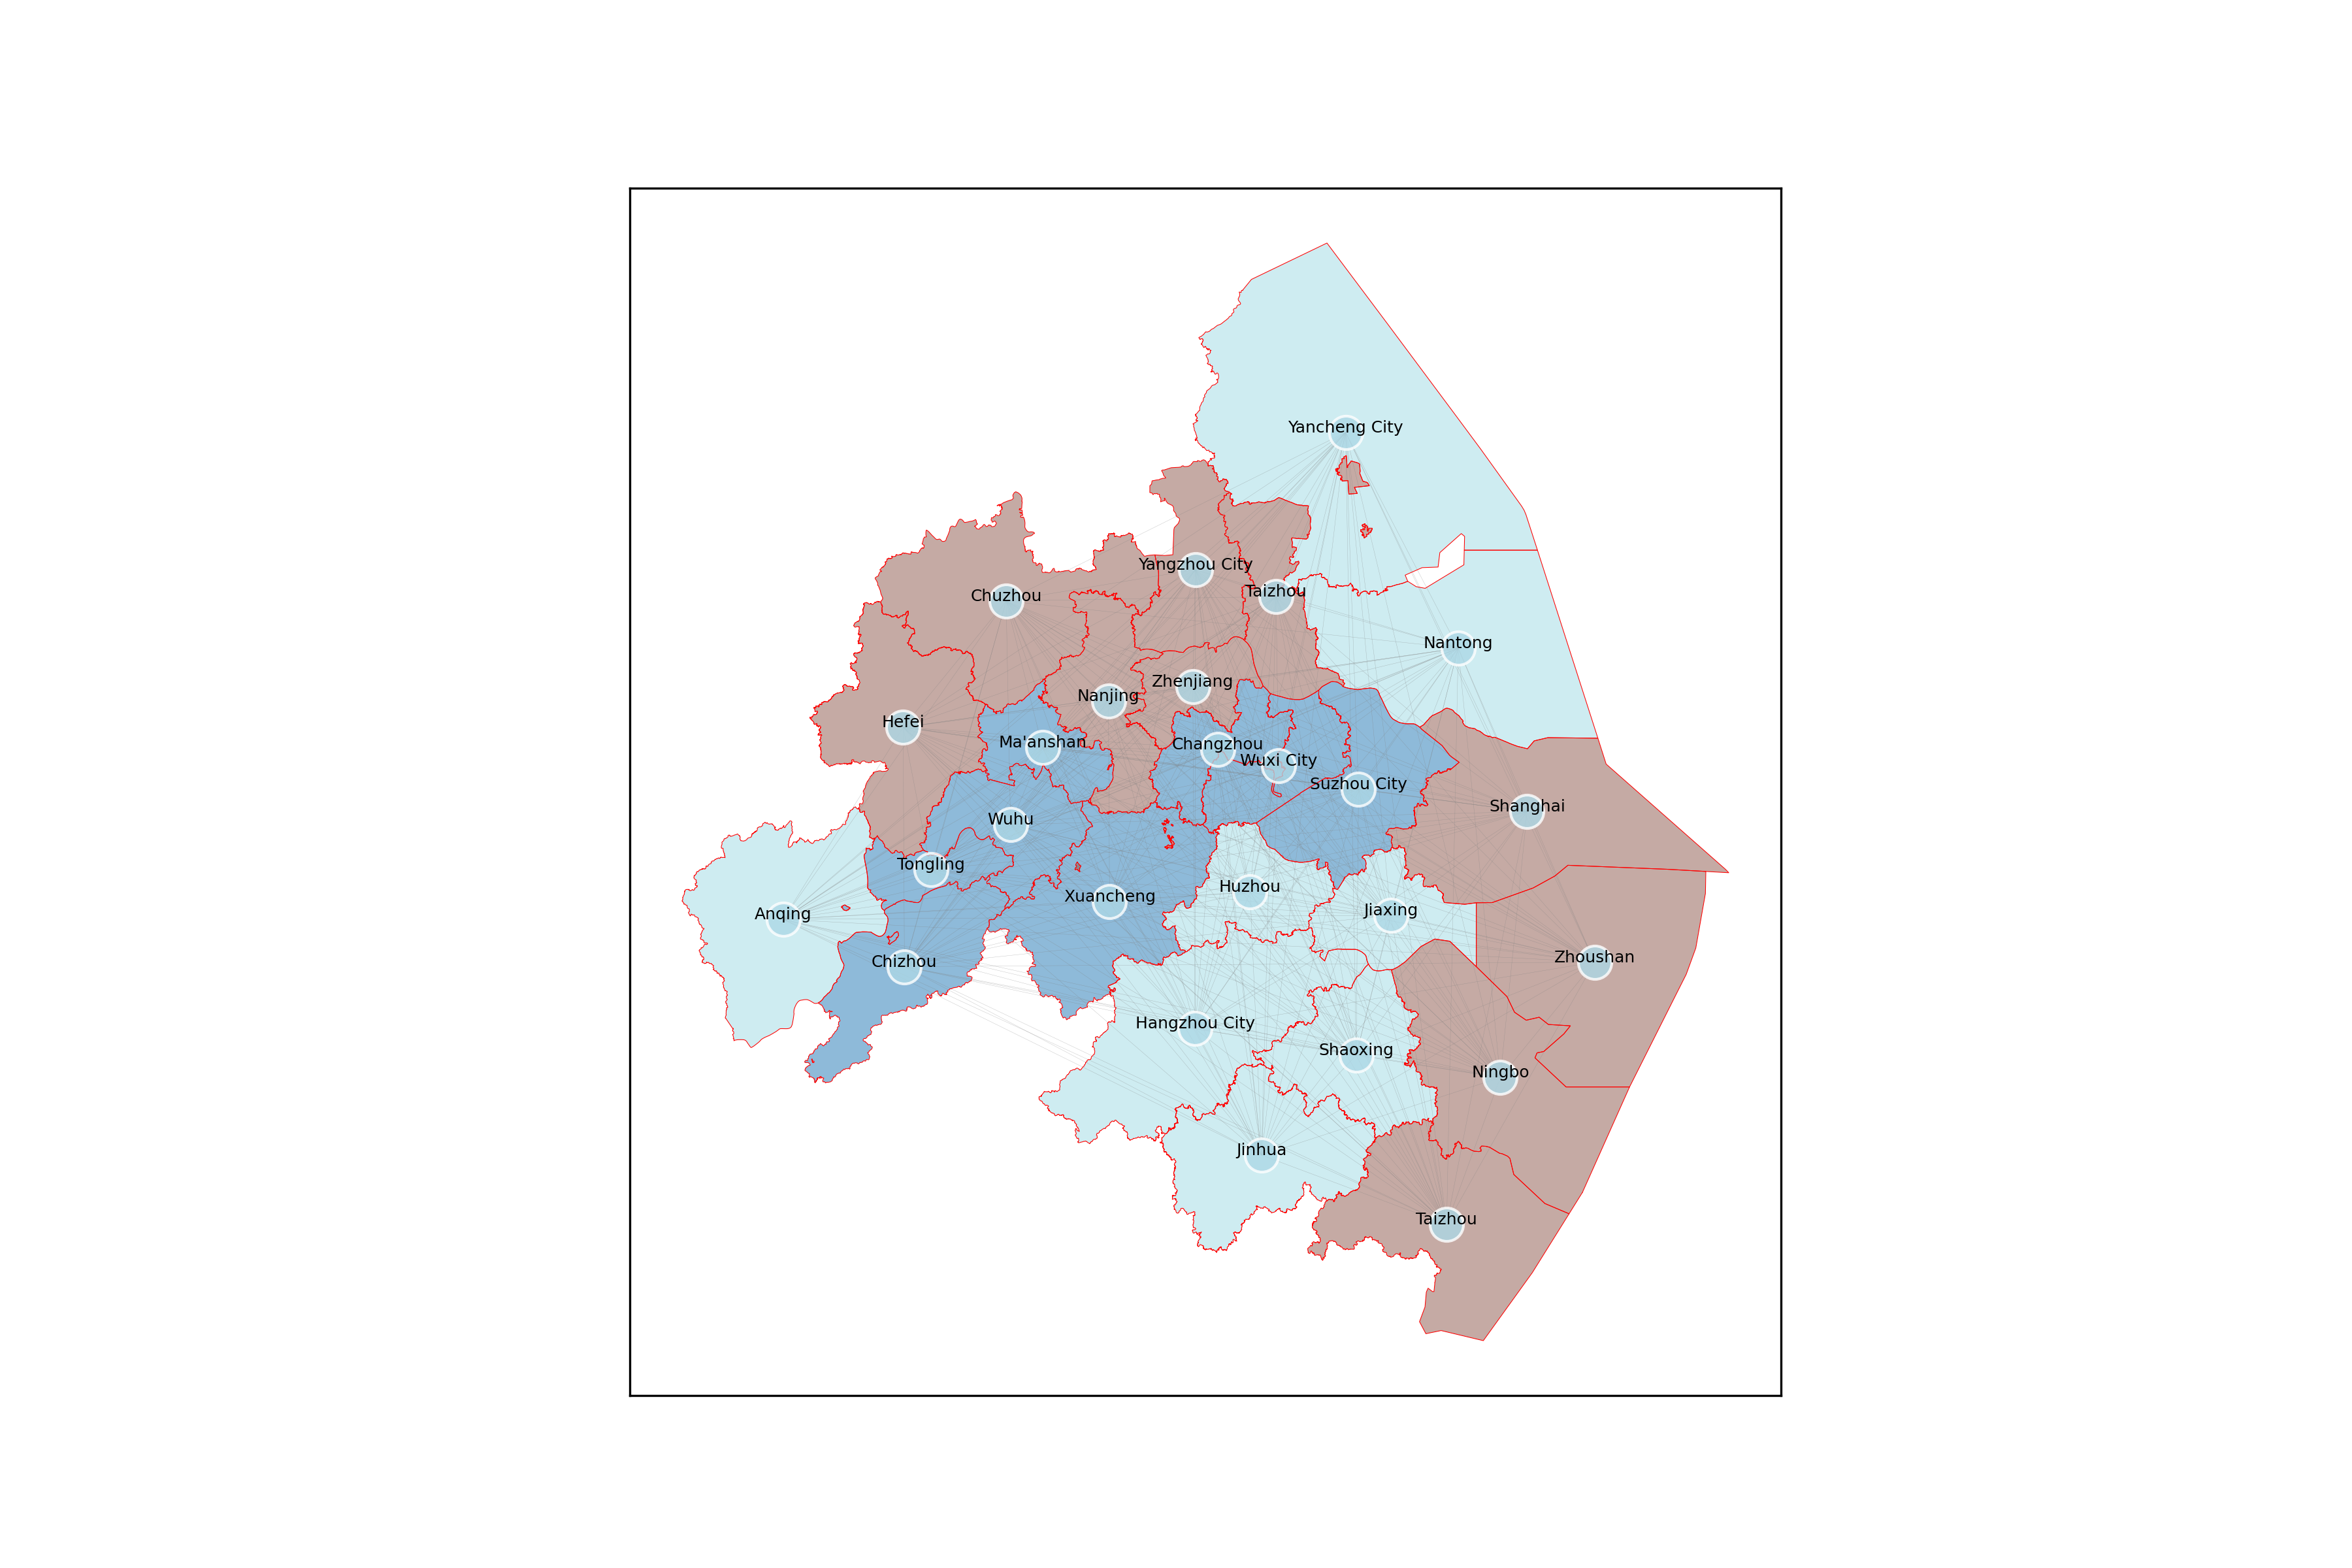 Yancheng City
Yangzhou City
Taizhou
Chuzhou
Nantong
Zhenjiang
Nanjing
Hefei
Ma'anshan
Changzhou
Wuxi City
Suzhou City
Shanghai
Wuhu
Tongling
Huzhou
Xuancheng
Jiaxing
Anqing
Zhoushan
Chizhou
Hangzhou City
Shaoxing
Ningbo
Jinhua
Taizhou